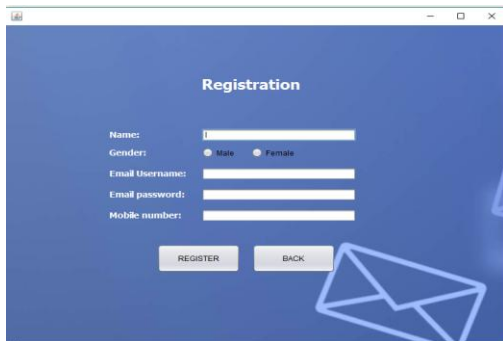 Registration
Name:
Gender: Male Female
Email Username:
Email password:
Mobile number:
REGISTER BACK